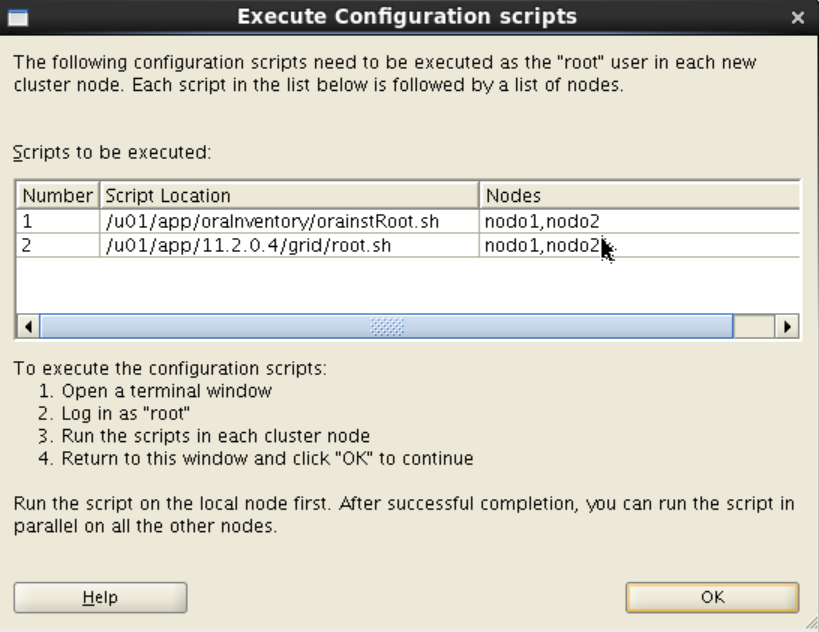 Execute Configuration scripts
The following configuration scripts need to be executed as the "root" user in each new
cluster node. Each script in the list below is followed by a list of nodes.
Scripts to be executed:
Number Script Location Nodes
1 /u01/app/oraInventory/orainstRoot.sh nodo1,nodo2
2 /u01/app/11.2.0.4/grid/root.sh nodo1,nodo2
To execute the configuration scripts:
1. Open a terminal window
2. Log in as "root"
3. Run the scripts in each cluster node
4. Return to this window and click "OK" to continue
Run the script on the local node first. After successful completion, you can run the script in
parallel on all the other nodes.
Help OK